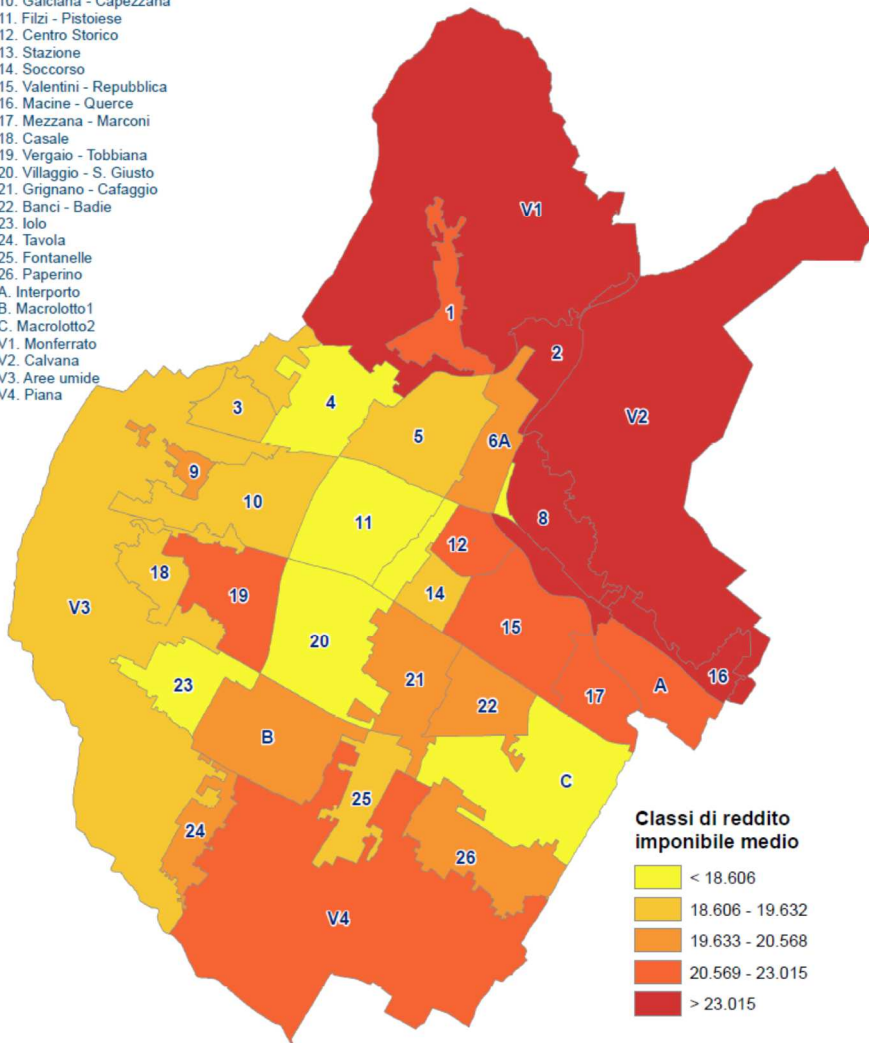 10. Galciana - Capezzana
11. Filzi - Pistoiese
12. Centro Storico
13. Stazione
14. Soccorso
15. Valentini - Repubblica
16. Macine - Querce
17. Mezzana - Marconi
18. Casale
19. Vergaio - Tobbiana
20. Villaggio - S. Giusto
21. Grignano - Cafaggio
22. Banci - Badie
23. Iolo
24. Tavola
25. Fontanelle
26. Paperino
A. Interporto
B. Macrolotto1
C. Macrolotto2
V1. Monferrato
V2. Calvana
V3. Aree umide
V4. Piana
V1
1
2
3
4
V2
5
6A
9
10
8
11
12
18
14
19
V3
15
20
16
21
23
A
17
22
B
C
25
24
26
V4
Classi di reddito
imponibile medio
< 18.606
18.606 - 19.632
19.633 - 20.568
20.569 - 23.015
> 23.015